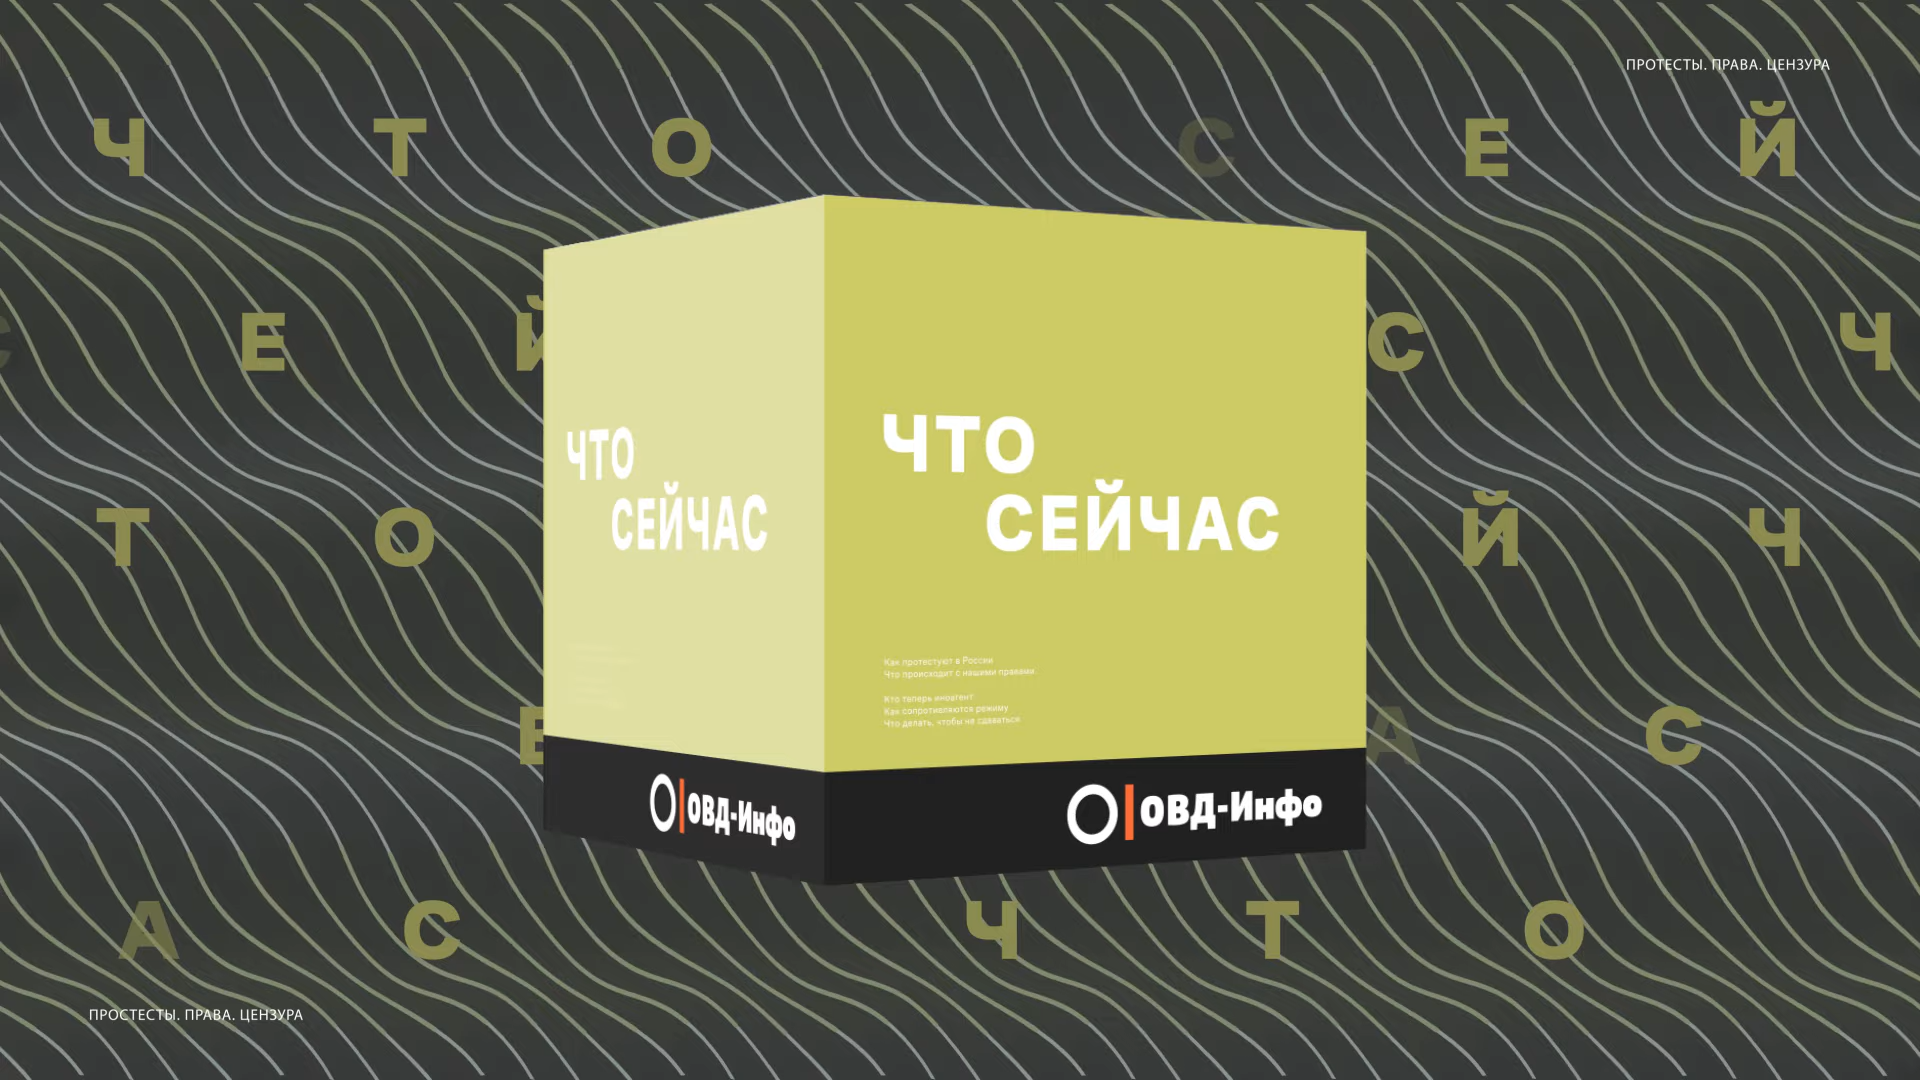 ПРОТЕСТЫ. ПРАВА. ЦЕНЗУРА
Ч Т О С Е Й
С Е Й С Ч
Т О Й Ч
Е А С
А С Ч Т О
ЧТО
СЕЙЧАС
ОВД-Инфо
ЧТО
СЕЙЧАС
Как протестуют в России
Что происходит с нашими правами
Кто теперь иноагент
Как сопротивляются режиму
Что делать, чтобы не сдаваться
ОВД-Инфо
ПРОСТЕСТЫ. ПРАВА. ЦЕНЗУРА